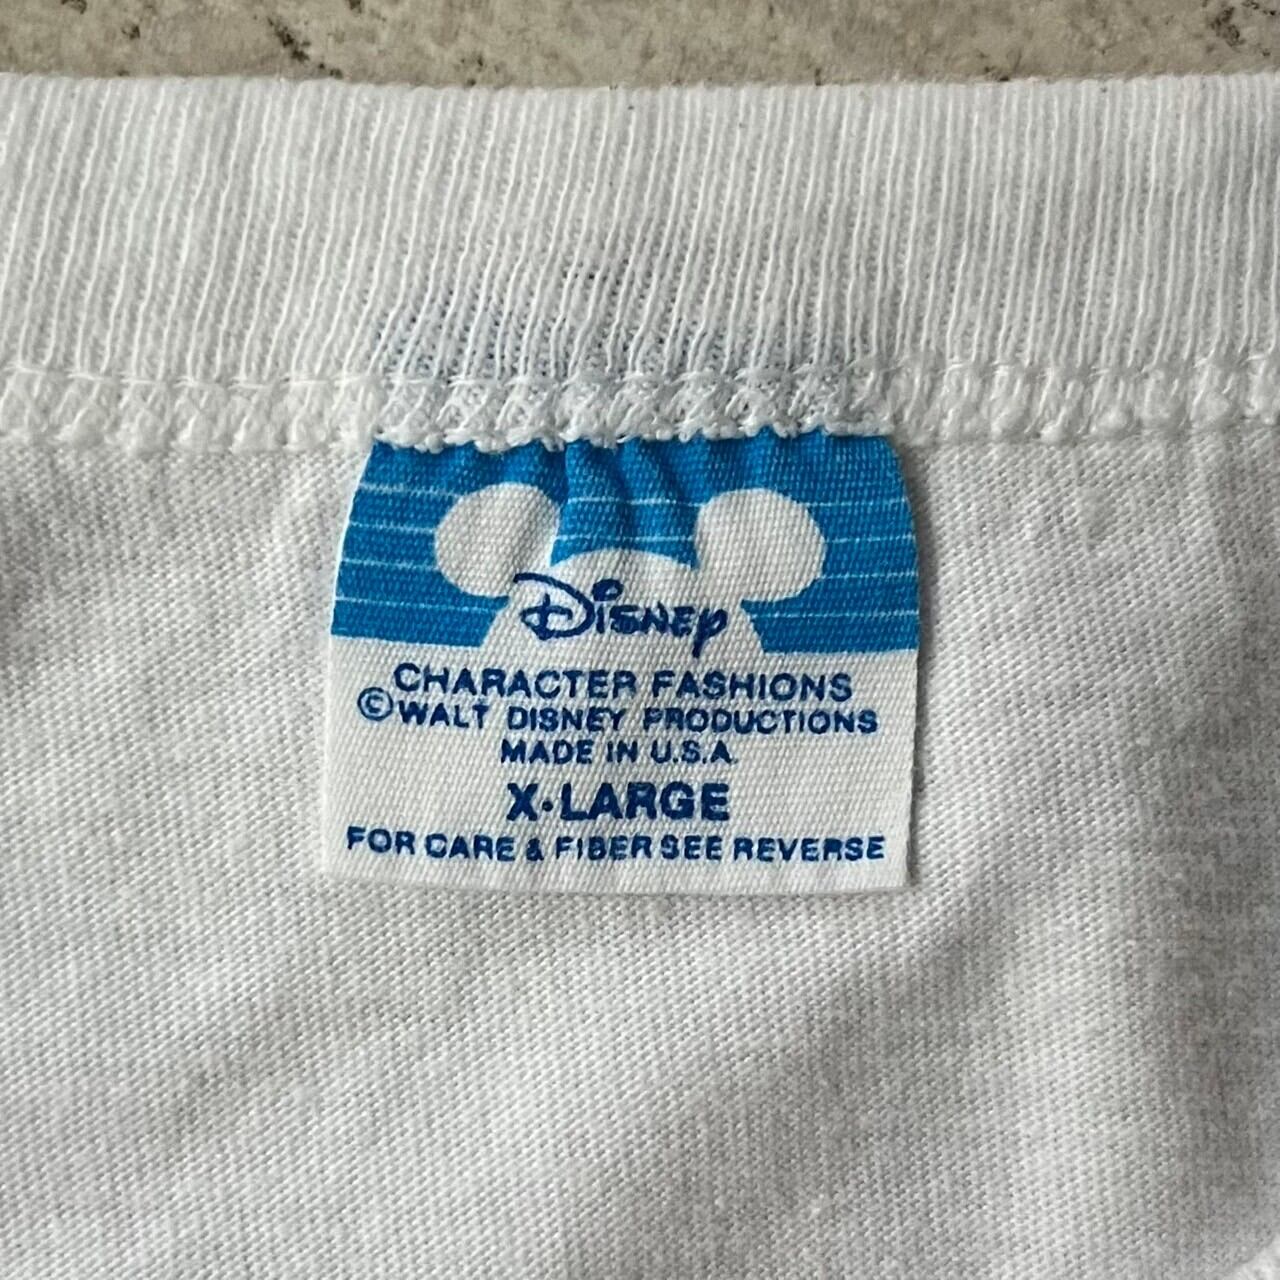 Disney
CHARACTER FASHIONS
©WALT DISNEY PRODUCTIONS
MADE IN U.S.A.
X-LARGE
FOR CARE & FIBER SEE REVERSE